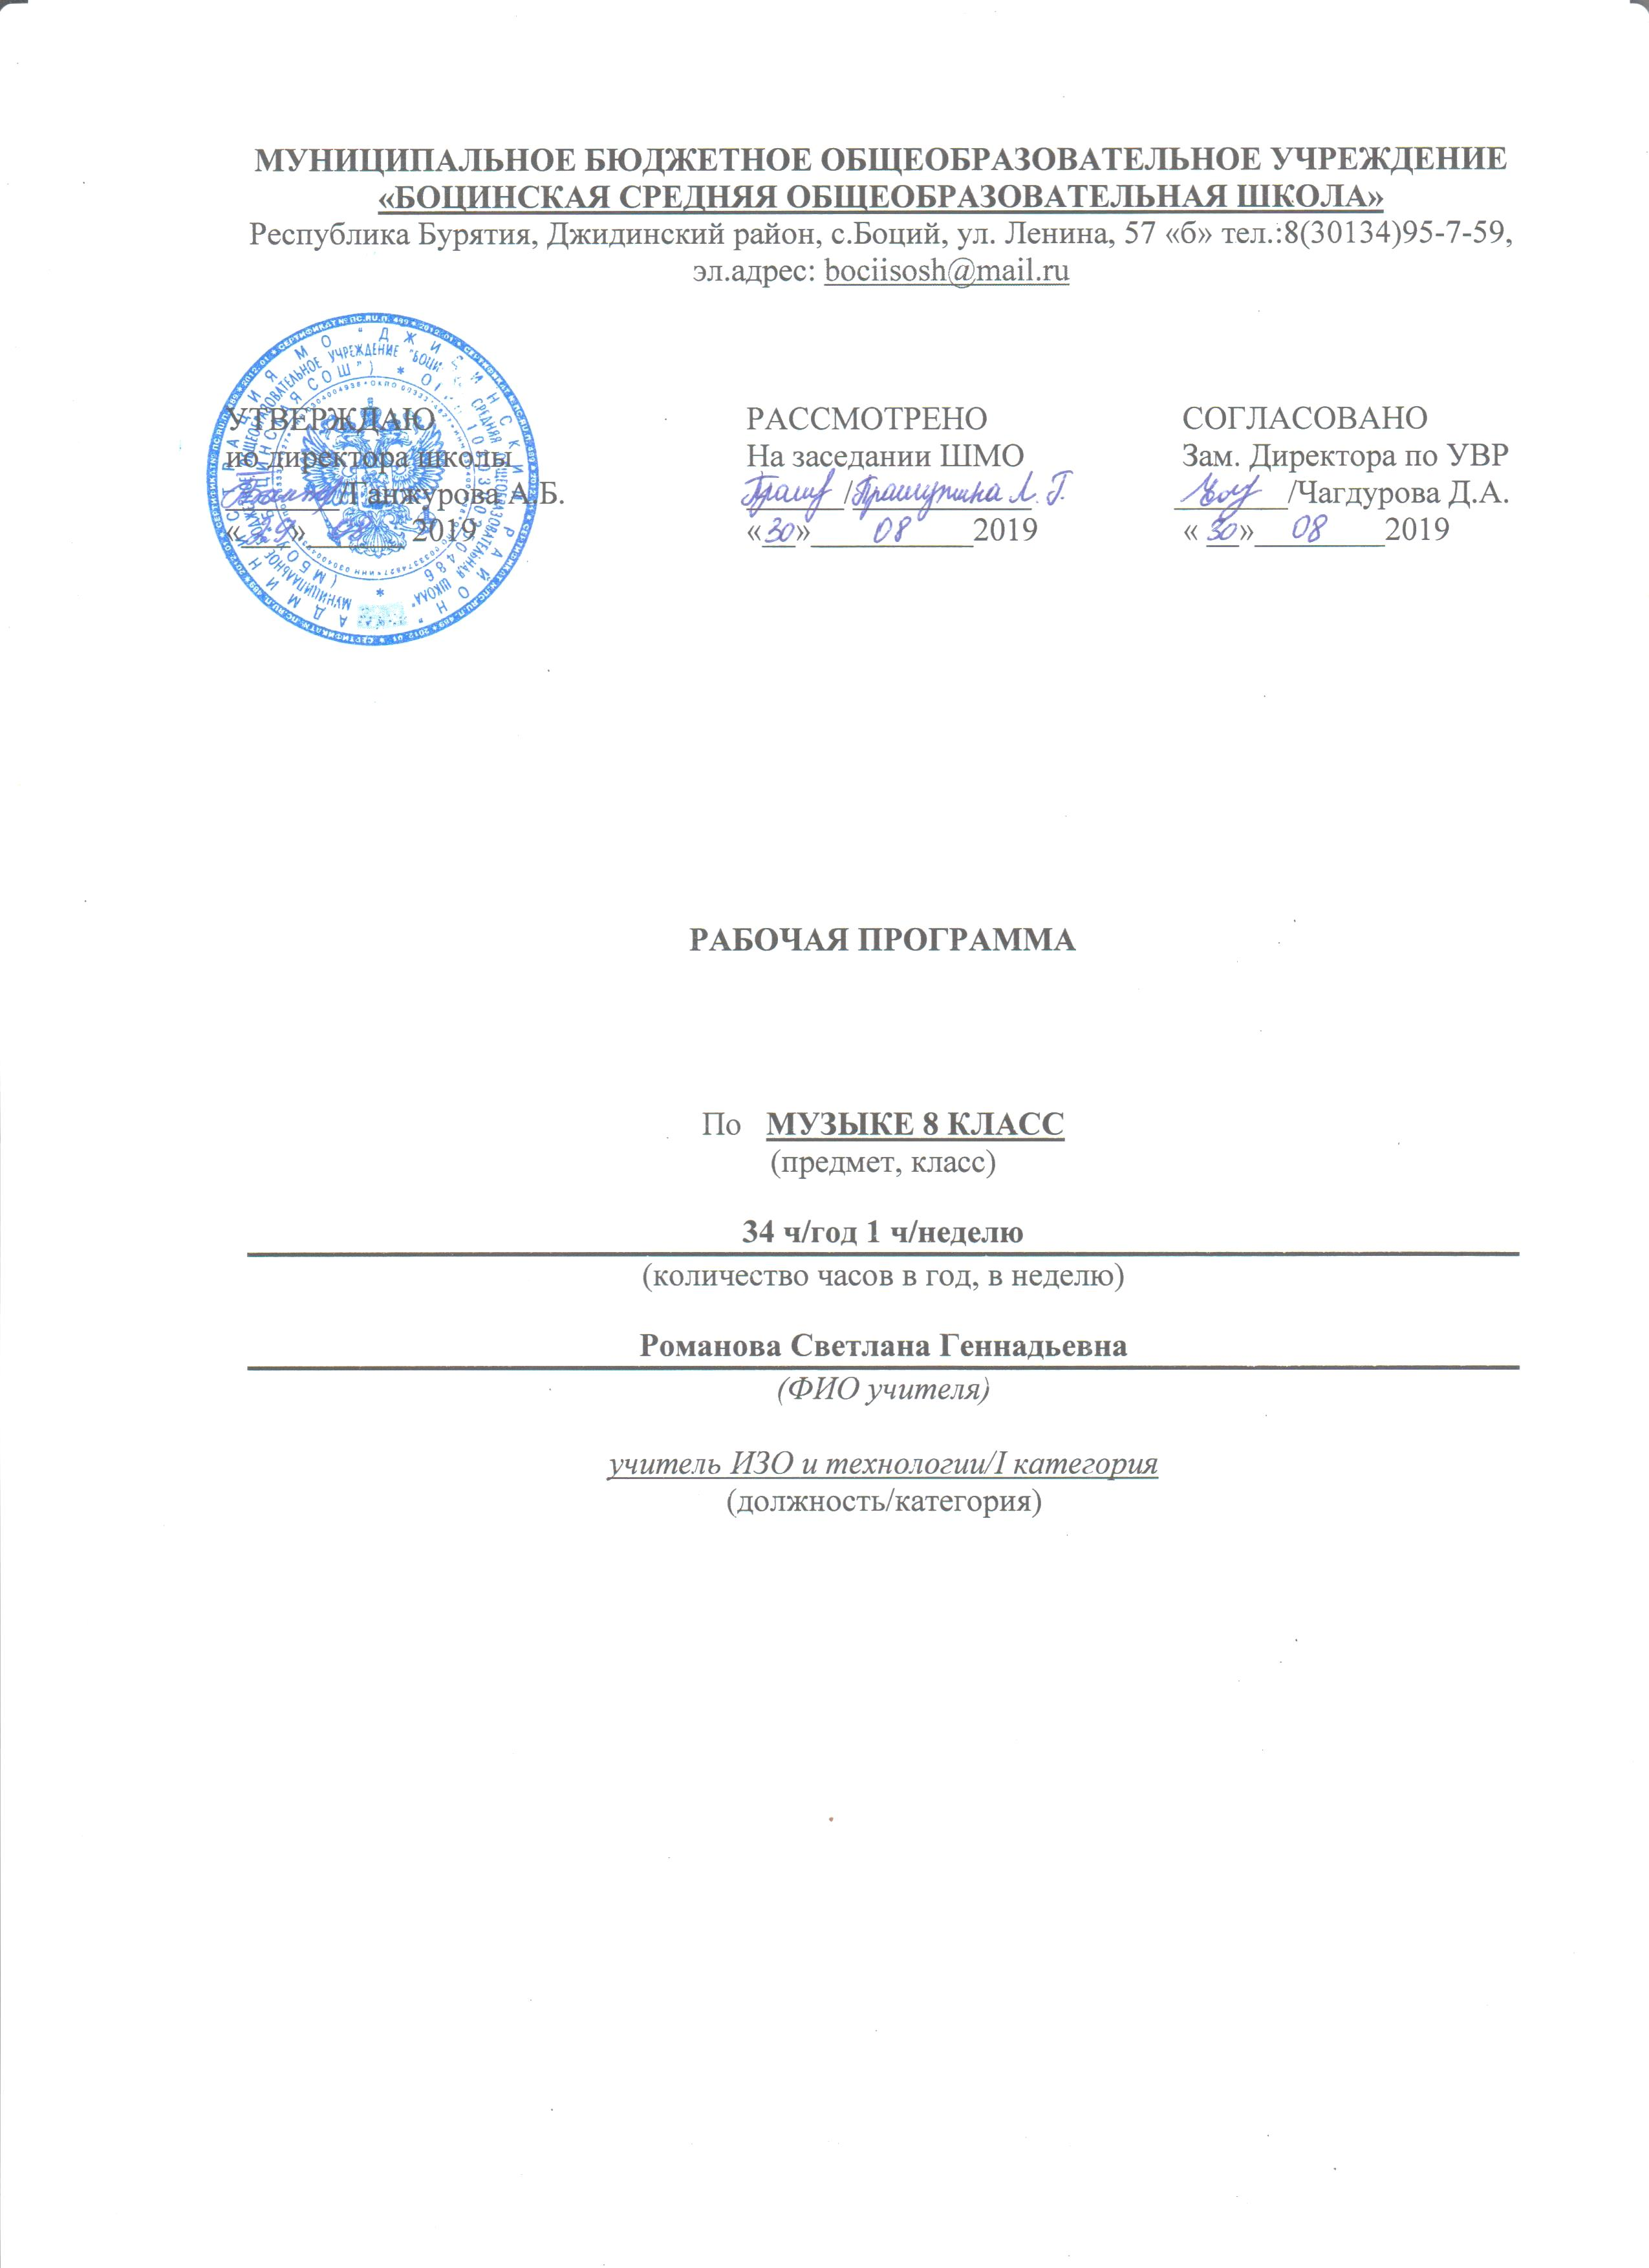 МУНИЦИПАЛЬНОЕ БЮДЖЕТНОЕ ОБЩЕОБРАЗОВАТЕЛЬНОЕ УЧРЕЖДЕНИЕ
«БОЦИНСКАЯ СРЕДНЯЯ ОБЩЕОБРАЗОВАТЕЛЬНАЯ ШКОЛА»
Республика Бурятия, Джидинский район, с.Боций, ул. Ленина, 57 «б» тел.:8(30134)95-7-59,
эл.адрес: bociisosh@mail.ru
УТВЕРЖДАЮ
ио директора школы
/Ганжурова А.Б.
«29» 08 2019
РАССМОТРЕНО
На заседании ШМО
/ Л. Г.
«30» 08 2019
СОГЛАСОВАНО
Зам. Директора по УВР
/Чагдурова Д.А.
« 30» 08 2019
РАБОЧАЯ ПРОГРАММА
По МУЗЫКЕ 8 КЛАСС
(предмет, класс)
34 ч/год 1 ч/неделю
(количество часов в год, в неделю)
Романова Светлана Геннадьевна
(ФИО учителя)
учитель ИЗО и технологии/I категория
(должность/категория)